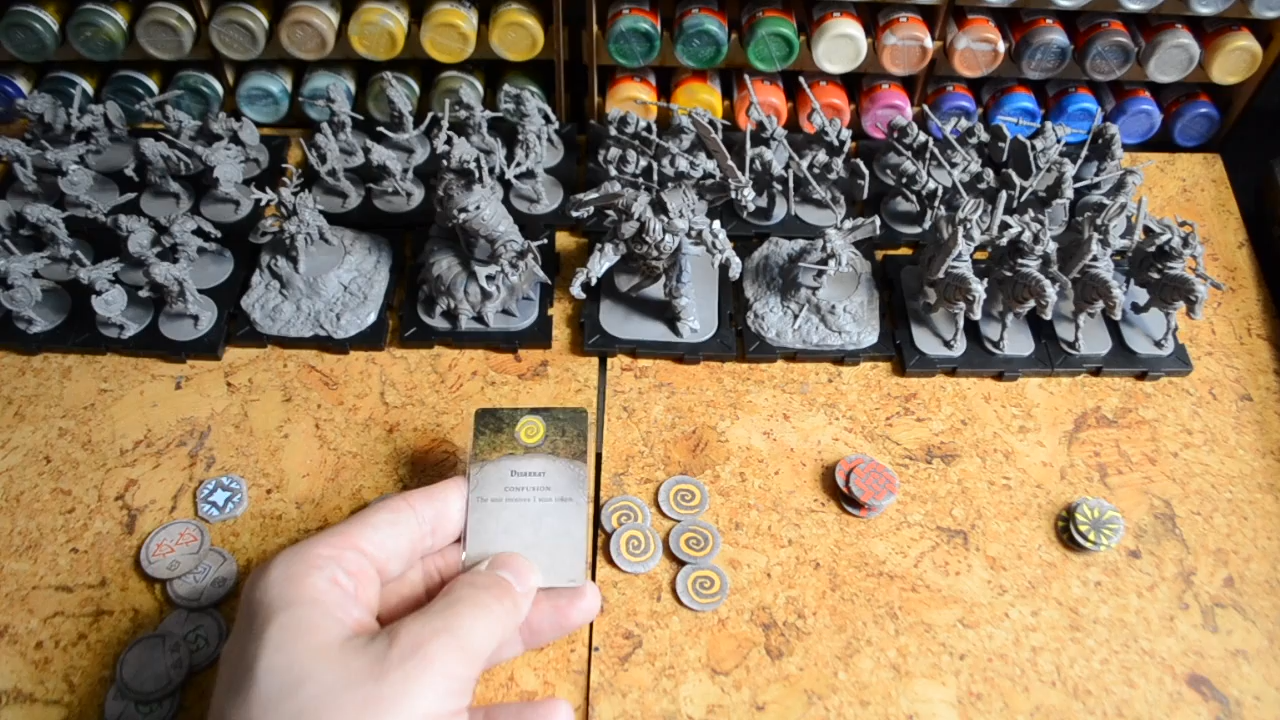 DISARRAY
CONFUSION
The unit receives 1 stun token.